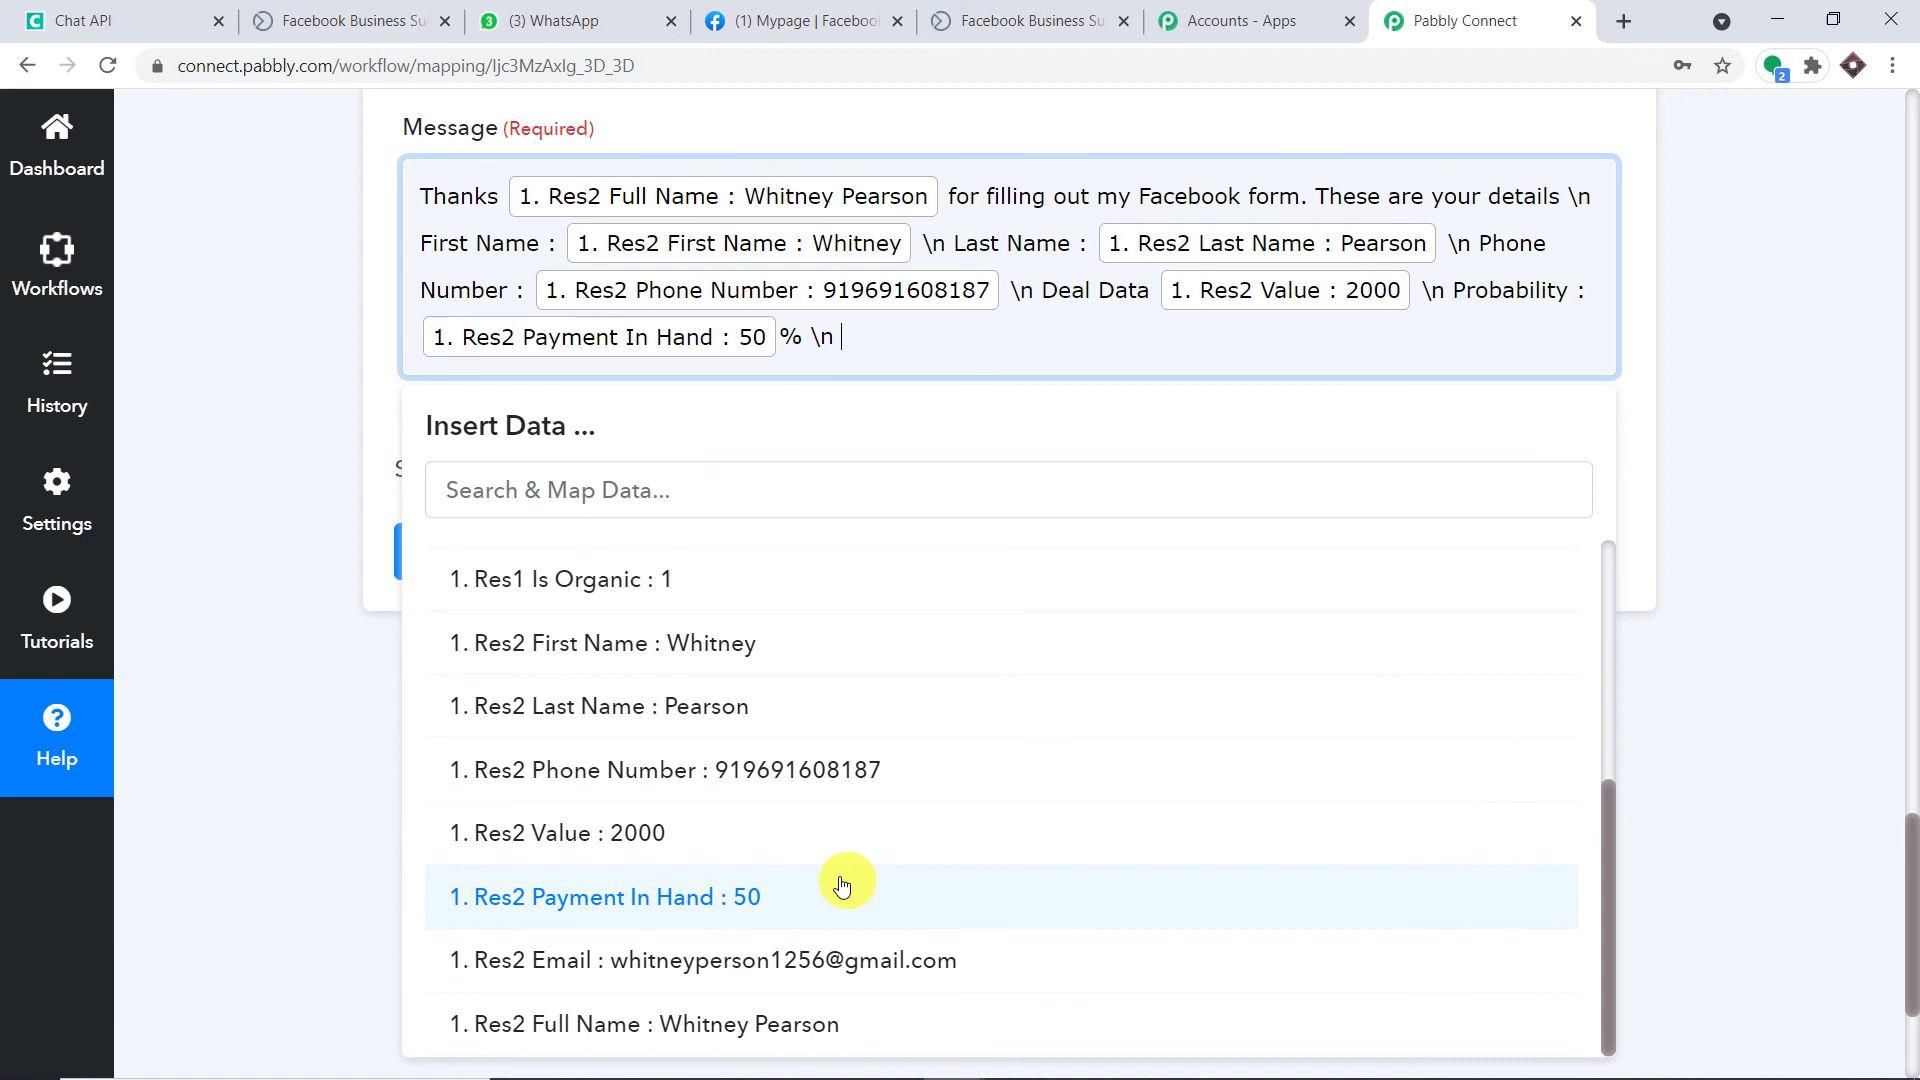 Chat API
Facebook Business Su
(3) WhatsApp
(1) Mypage | Facebook
Facebook Business Su
Accounts - Apps
Pabbly Connect
connect.pabbly.com/workflow/mapping/Ijc3MzAxIg_3D_3D
2
Dashboard
Workflows
History
Settings
Tutorials
Help
Message (Required)
Thanks 1. Res2 Full Name : Whitney Pearson for filling out my Facebook form. These are your details \n
First Name : 1. Res2 First Name : Whitney \n Last Name : 1. Res2 Last Name : Pearson \n Phone
Number : 1. Res2 Phone Number : 919691608187 \n Deal Data 1. Res2 Value : 2000 \n Probability :
1. Res2 Payment In Hand : 50 % \n
Insert Data ...
Search & Map Data...
1. Res1 Is Organic : 1
1. Res2 First Name : Whitney
1. Res2 Last Name : Pearson
1. Res2 Phone Number : 919691608187
1. Res2 Value : 2000
1. Res2 Payment In Hand : 50
1. Res2 Email : whitneyperson1256@gmail.com
1. Res2 Full Name : Whitney Pearson